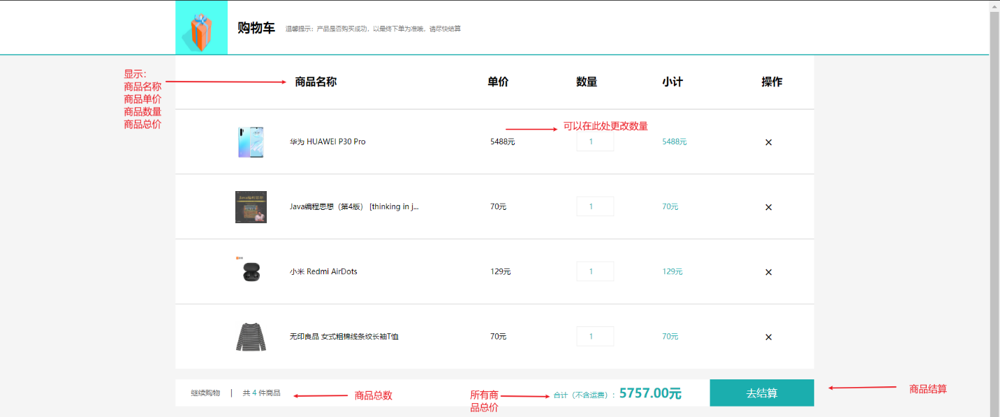 购物车 温馨提示：产品是否购买成功，以最终下单为准哦，请尽快结算
显示：
商品名称
商品单价
商品数量
商品总价
商品名称 单价 数量 小计 操作
可以在此处更改数量
华为 HUAWEI P30 Pro 5488元 1 5488元 ×
Java编程思想（第4版） [thinking in j... 70元 1 70元 ×
小米 Redmi AirDots 129元 1 129元 ×
无印良品 女式粗棉线条纹长袖T恤 70元 1 70元 ×
继续购物 | 共 4 件商品
商品总数
所有商
品总价
合计（不含运费）: 5757.00元
去结算
商品结算